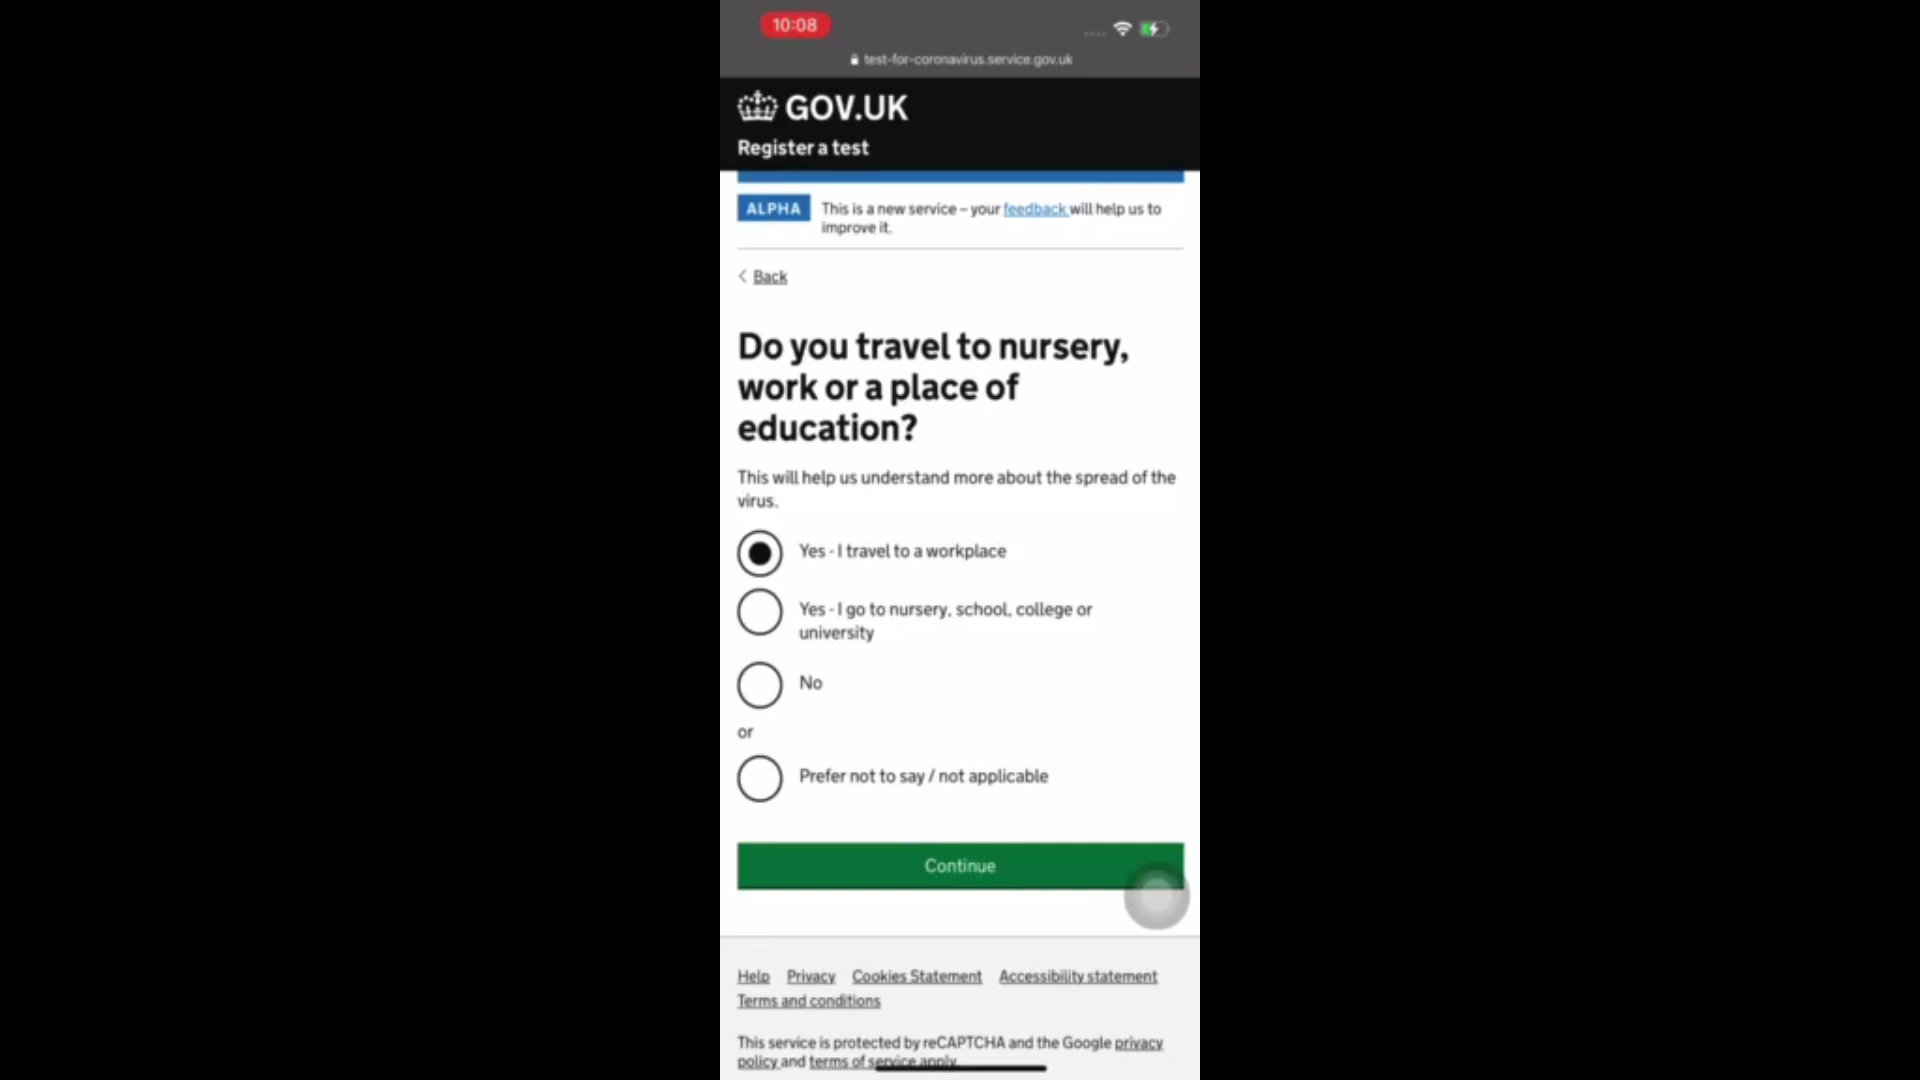 10:08
test-for-coronavirus.service.gov.uk
GOV.UK
Register a test
ALPHA
This is a new service – your feedback will help us to
improve it.
Back
Do you travel to nursery,
work or a place of
education?
This will help us understand more about the spread of the
virus.
Yes - I travel to a workplace
Yes - I go to nursery, school, college or
university
No
or
Prefer not to say / not applicable
Continue
Help Privacy Cookies Statement Accessibility statement
Terms and conditions
This service is protected by reCAPTCHA and the Google privacy
policy and terms of service apply.